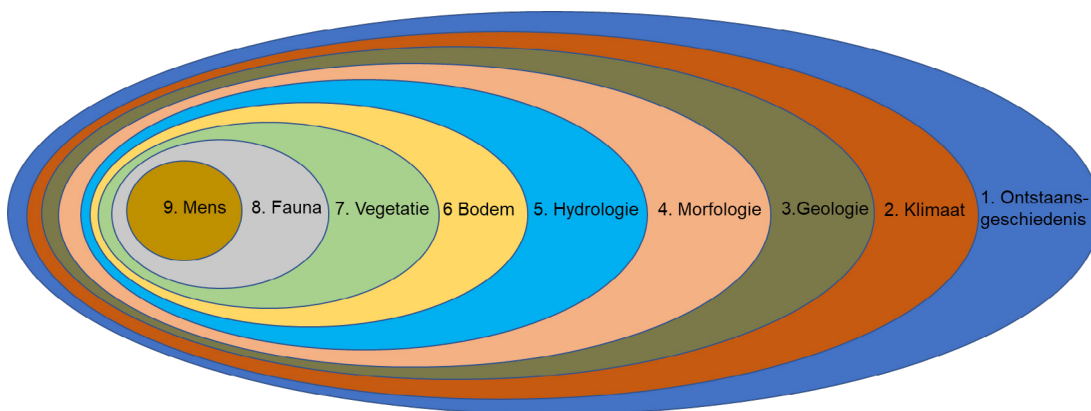 9. Mens
8. Fauna
7. Vegetatie
6 Bodem
5. Hydrologie
4. Morfologie
3.Geologie
2. Klimaat
1. Ontstaans-
geschiedenis